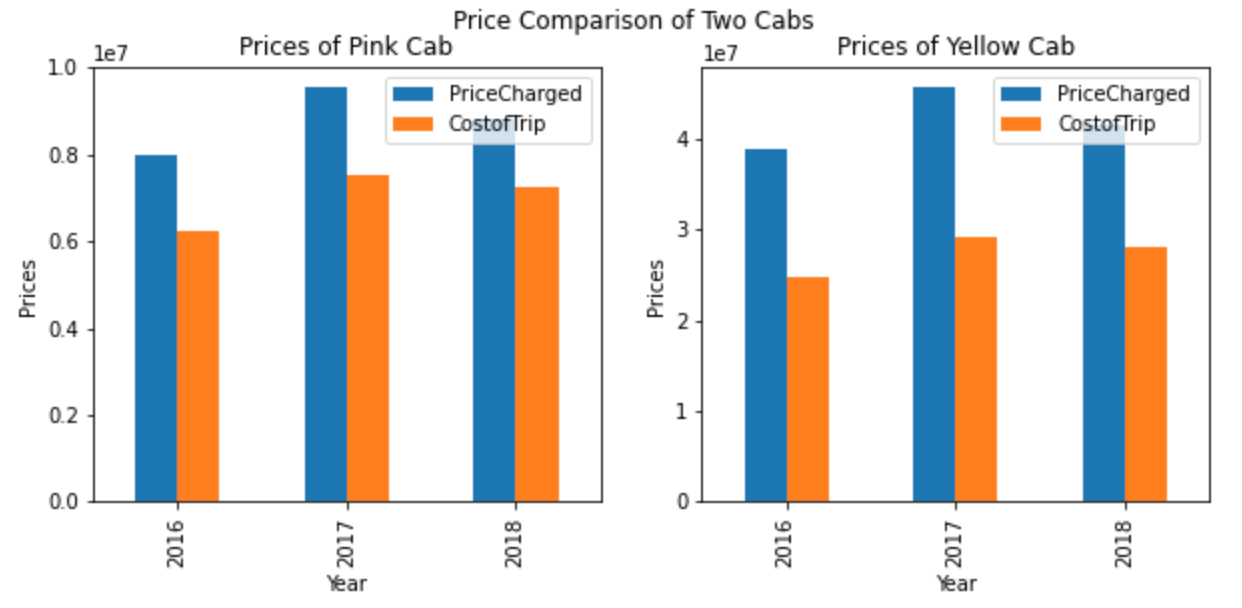 Price Comparison of Two Cabs
Prices of Pink Cab
1e7
PriceCharged
CostofTrip
1.0
0.8
0.6
0.4
0.2
0.0
Prices
2016
2017
2018
Year
Prices of Yellow Cab
1e7
PriceCharged
CostofTrip
4
3
2
1
0
Prices
2016
2017
2018
Year